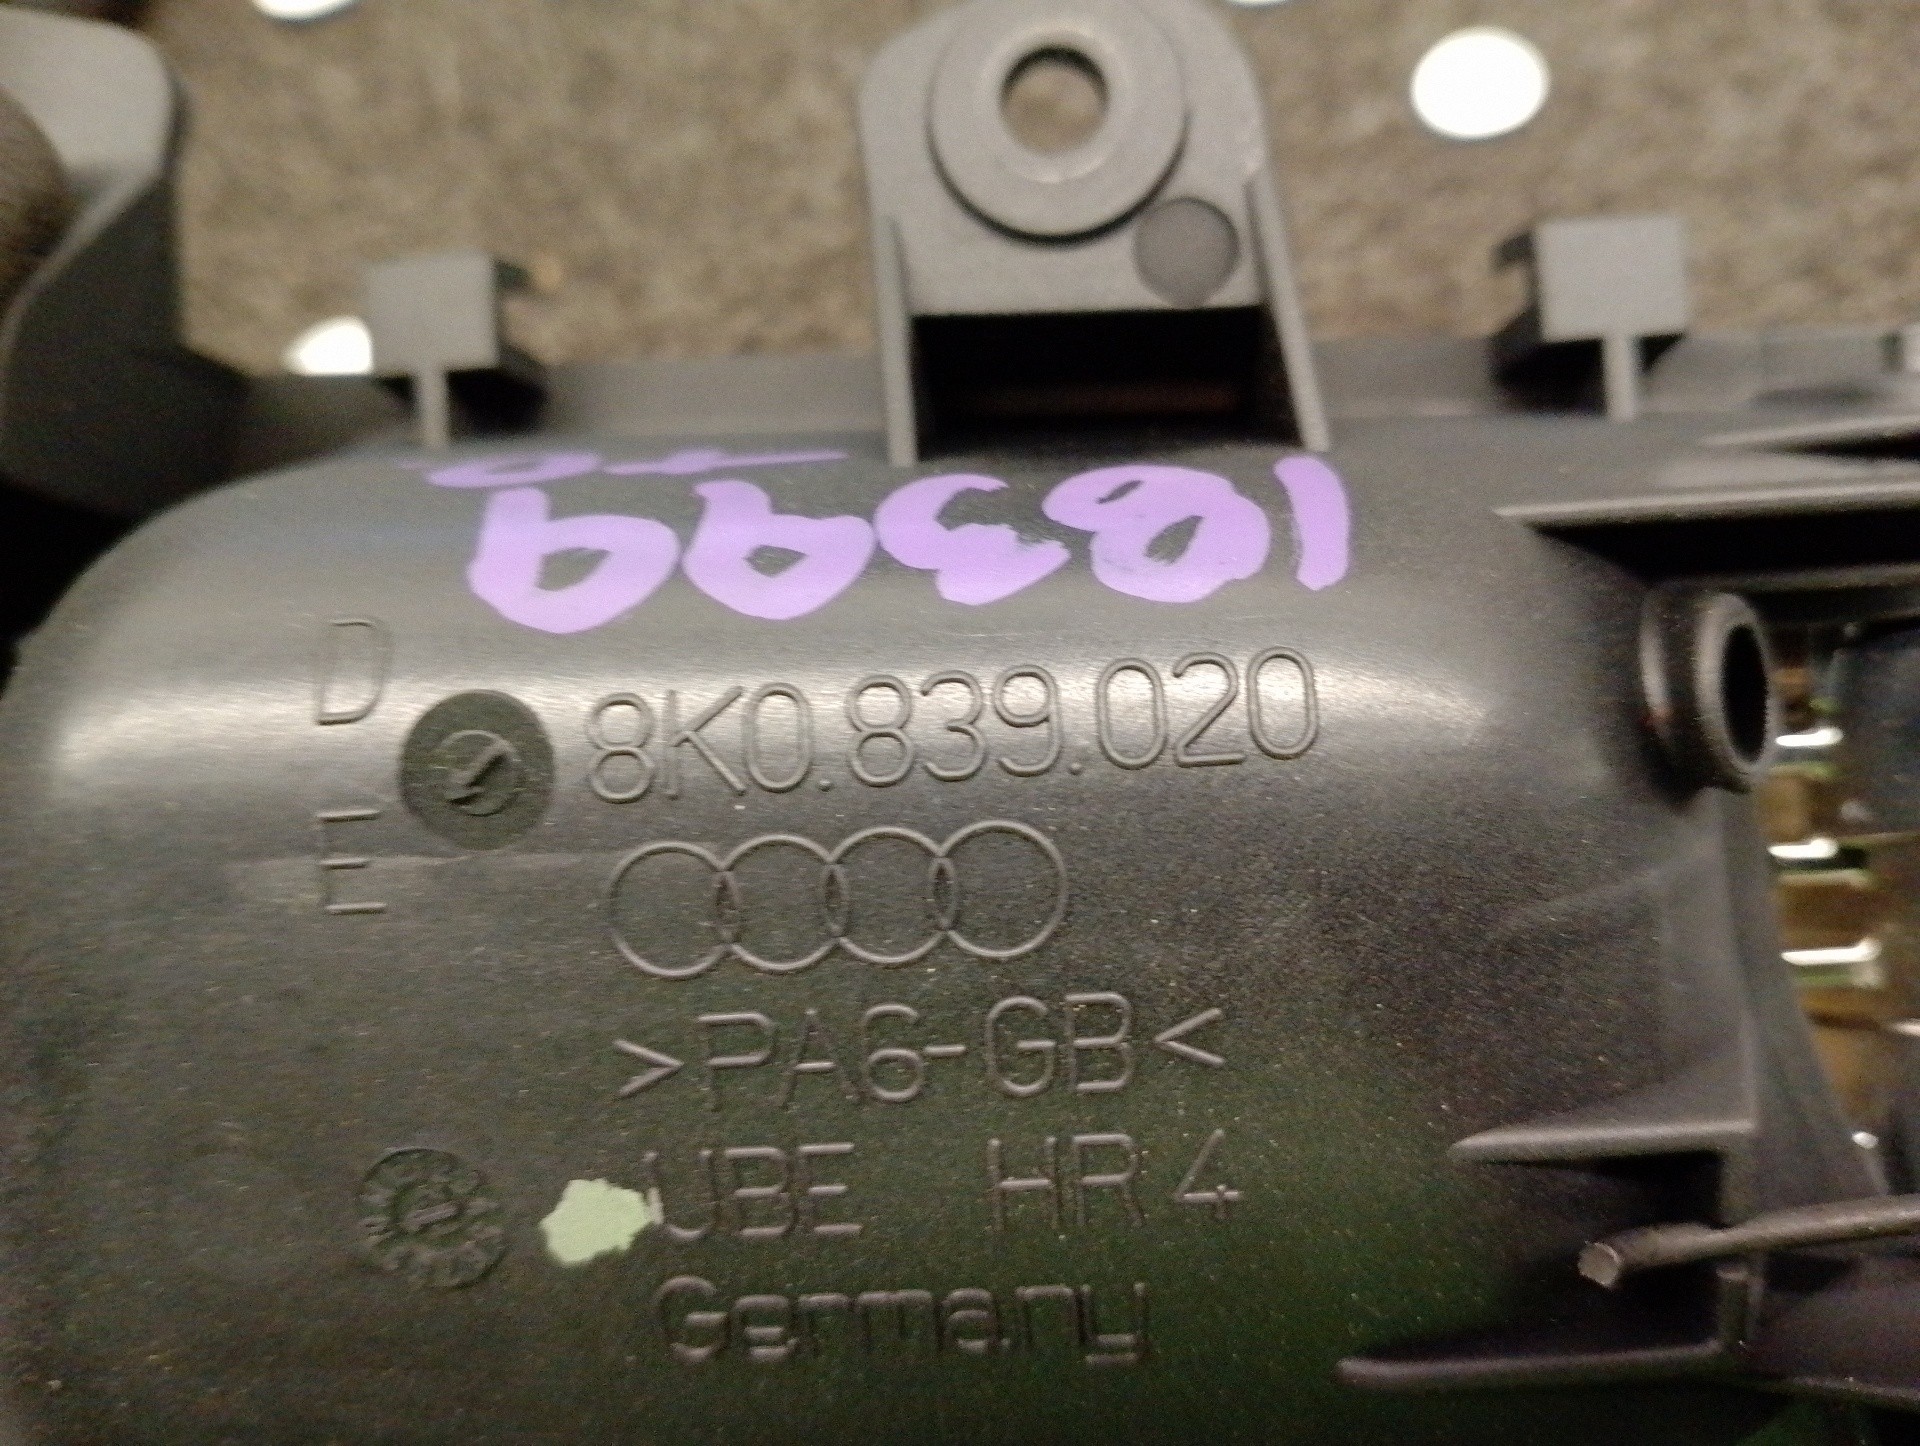 18399
D
E
8K0.839.020
>PA6-GB<
UBE HR4
Germany